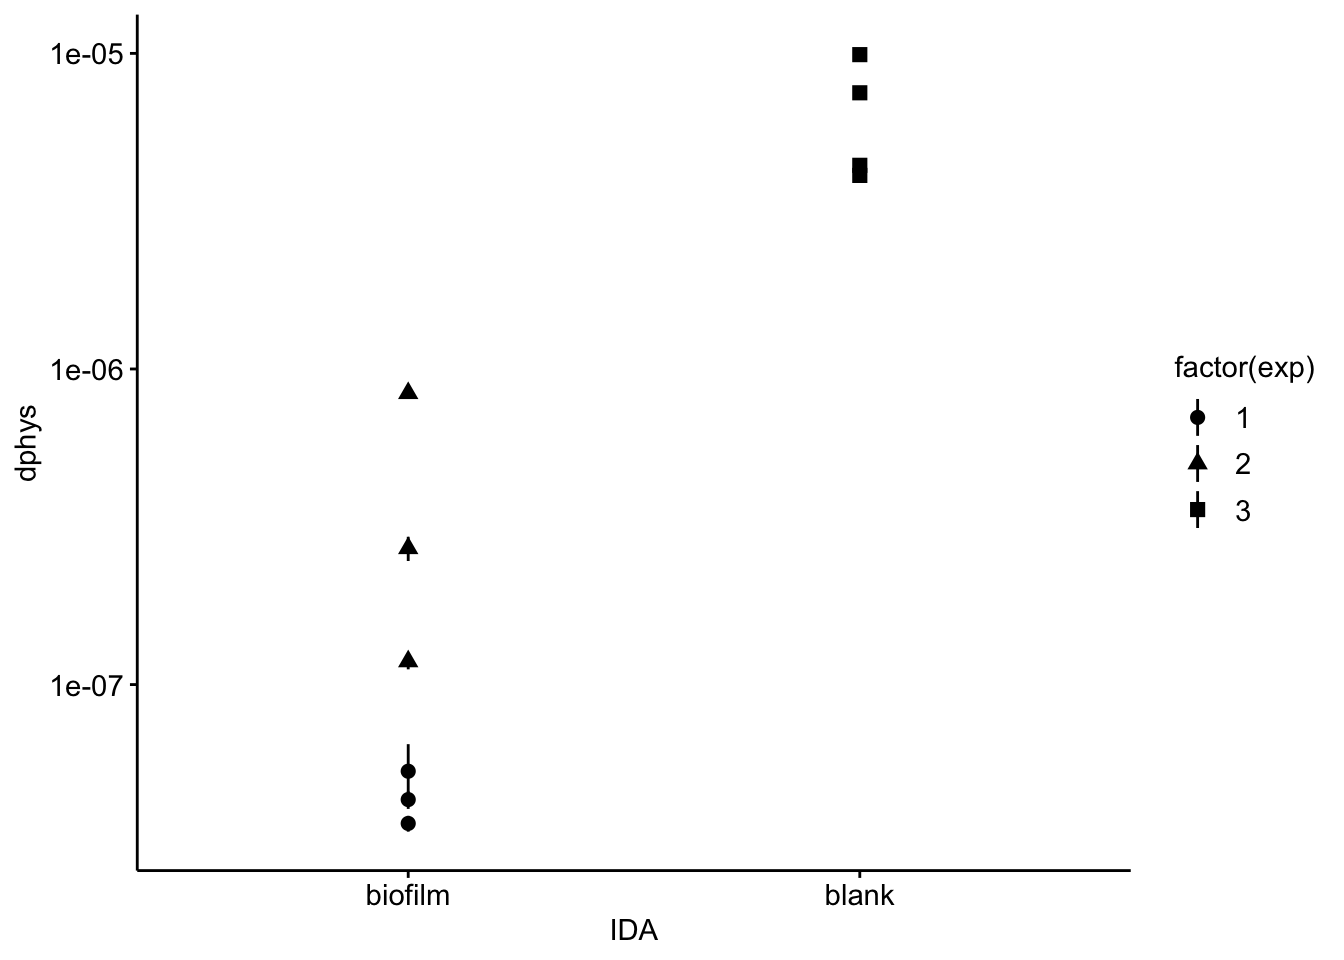 1e-05
1e-06
1e-07
dphys
biofilm
blank
IDA
factor(exp)
1
2
3